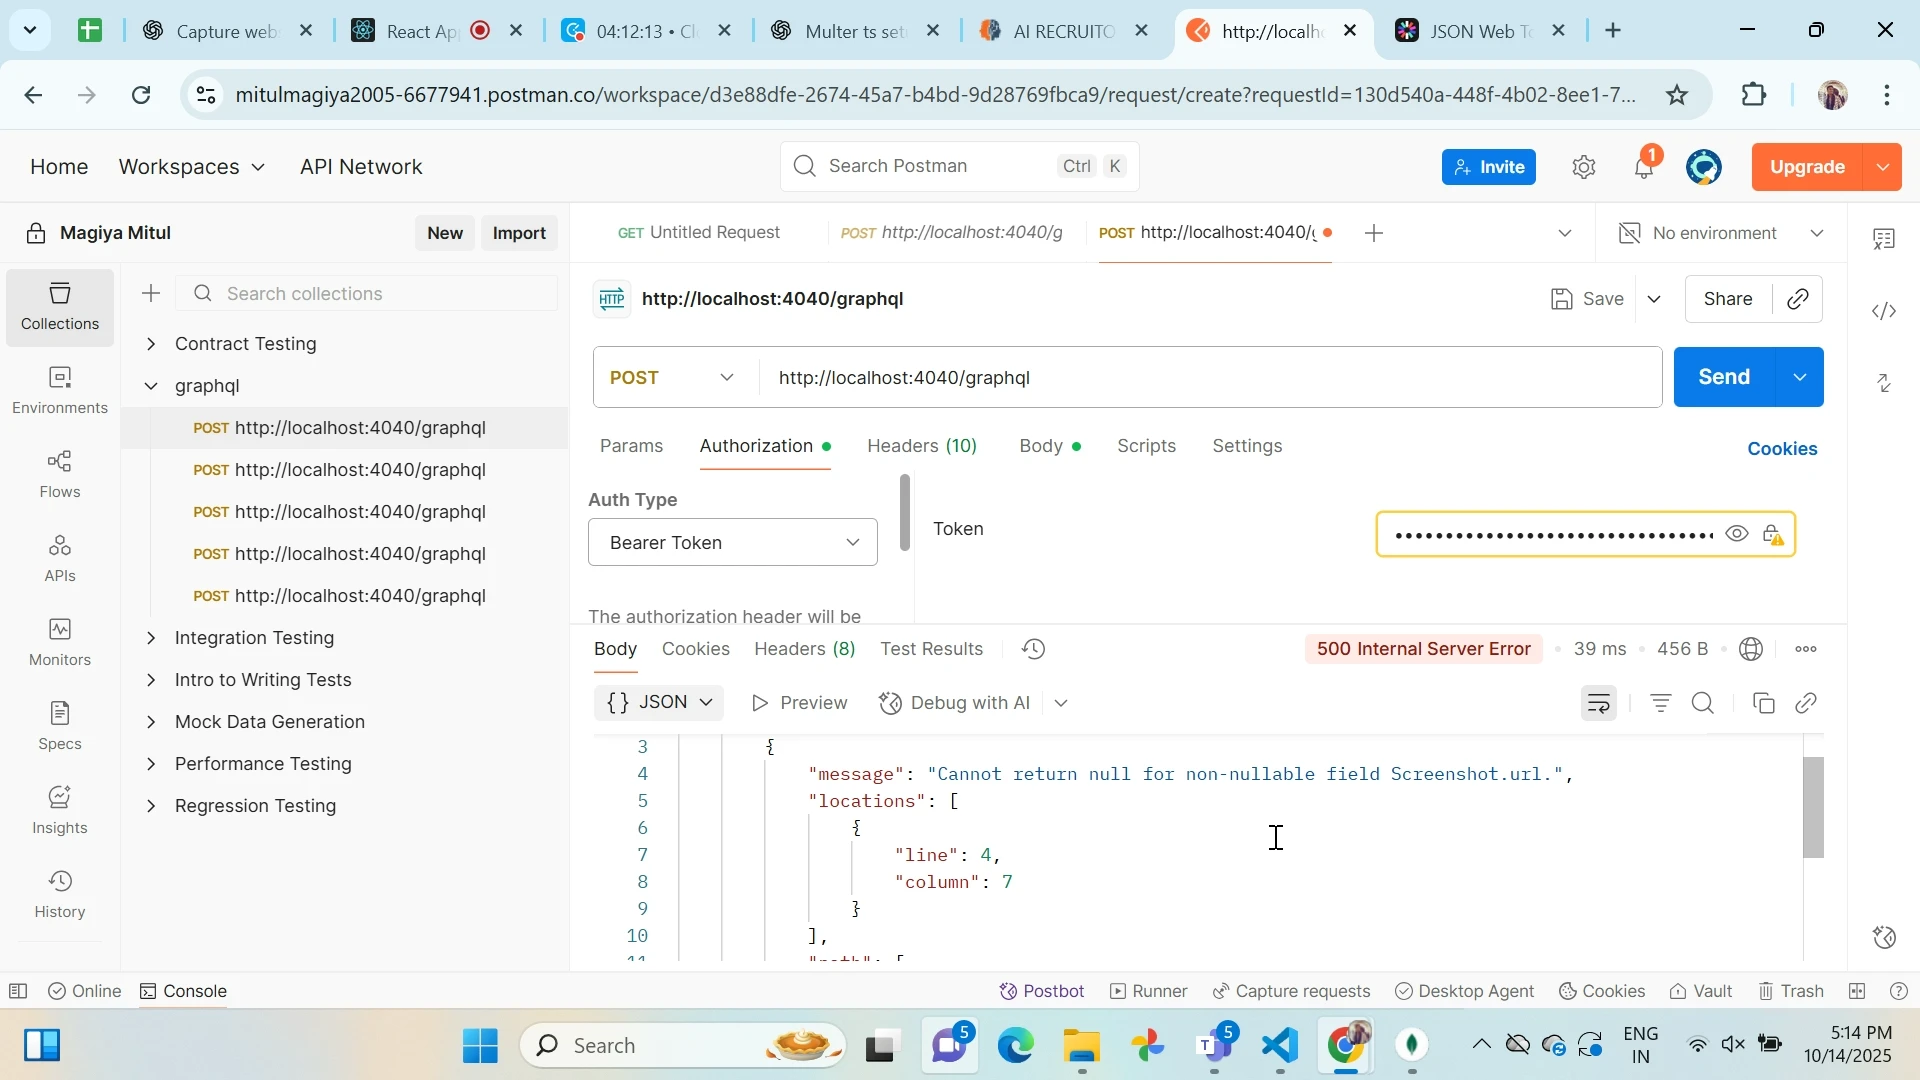 Capture web
React Ap
04:12:13 • Cl
Multer ts set
AI RECRUITO
http://localh
JSON Web To
mitulmagiya2005-6677941.postman.co/workspace/d3e88dfe-2674-45a7-b4bd-9d28769fbca9/request/create?requestId=130d540a-448f-4b02-8ee1-7...
Home Workspaces API Network
Search Postman Ctrl K
Invite
1
Upgrade
Magiya Mitul
New Import
GET Untitled Request
POST http://localhost:4040/g
POST http://localhost:4040/g
No environment
Collections
Environments
Flows
APIs
Monitors
Specs
Insights
History
Search collections
Contract Testing
graphql
POST http://localhost:4040/graphql
POST http://localhost:4040/graphql
POST http://localhost:4040/graphql
POST http://localhost:4040/graphql
POST http://localhost:4040/graphql
Integration Testing
Intro to Writing Tests
Mock Data Generation
Performance Testing
Regression Testing
HTTP http://localhost:4040/graphql
Save Share
POST http://localhost:4040/graphql Send
Params Authorization Headers (10) Body Scripts Settings Cookies
Auth Type
Bearer Token
Token
The authorization header will be
Body Cookies Headers (8) Test Results
500 Internal Server Error • 39 ms • 456 B
{} JSON Preview Debug with AI
3 {
4 "message": "Cannot return null for non-nullable field Screenshot.url.",
5 "locations": [
6 {
7 "line": 4,
8 "column": 7
9 }
10 ],
11 "path": [
Online Console
Postbot Runner Capture requests Desktop Agent Cookies Vault Trash
Search
5
5
ENG
IN
5:14 PM
10/14/2025